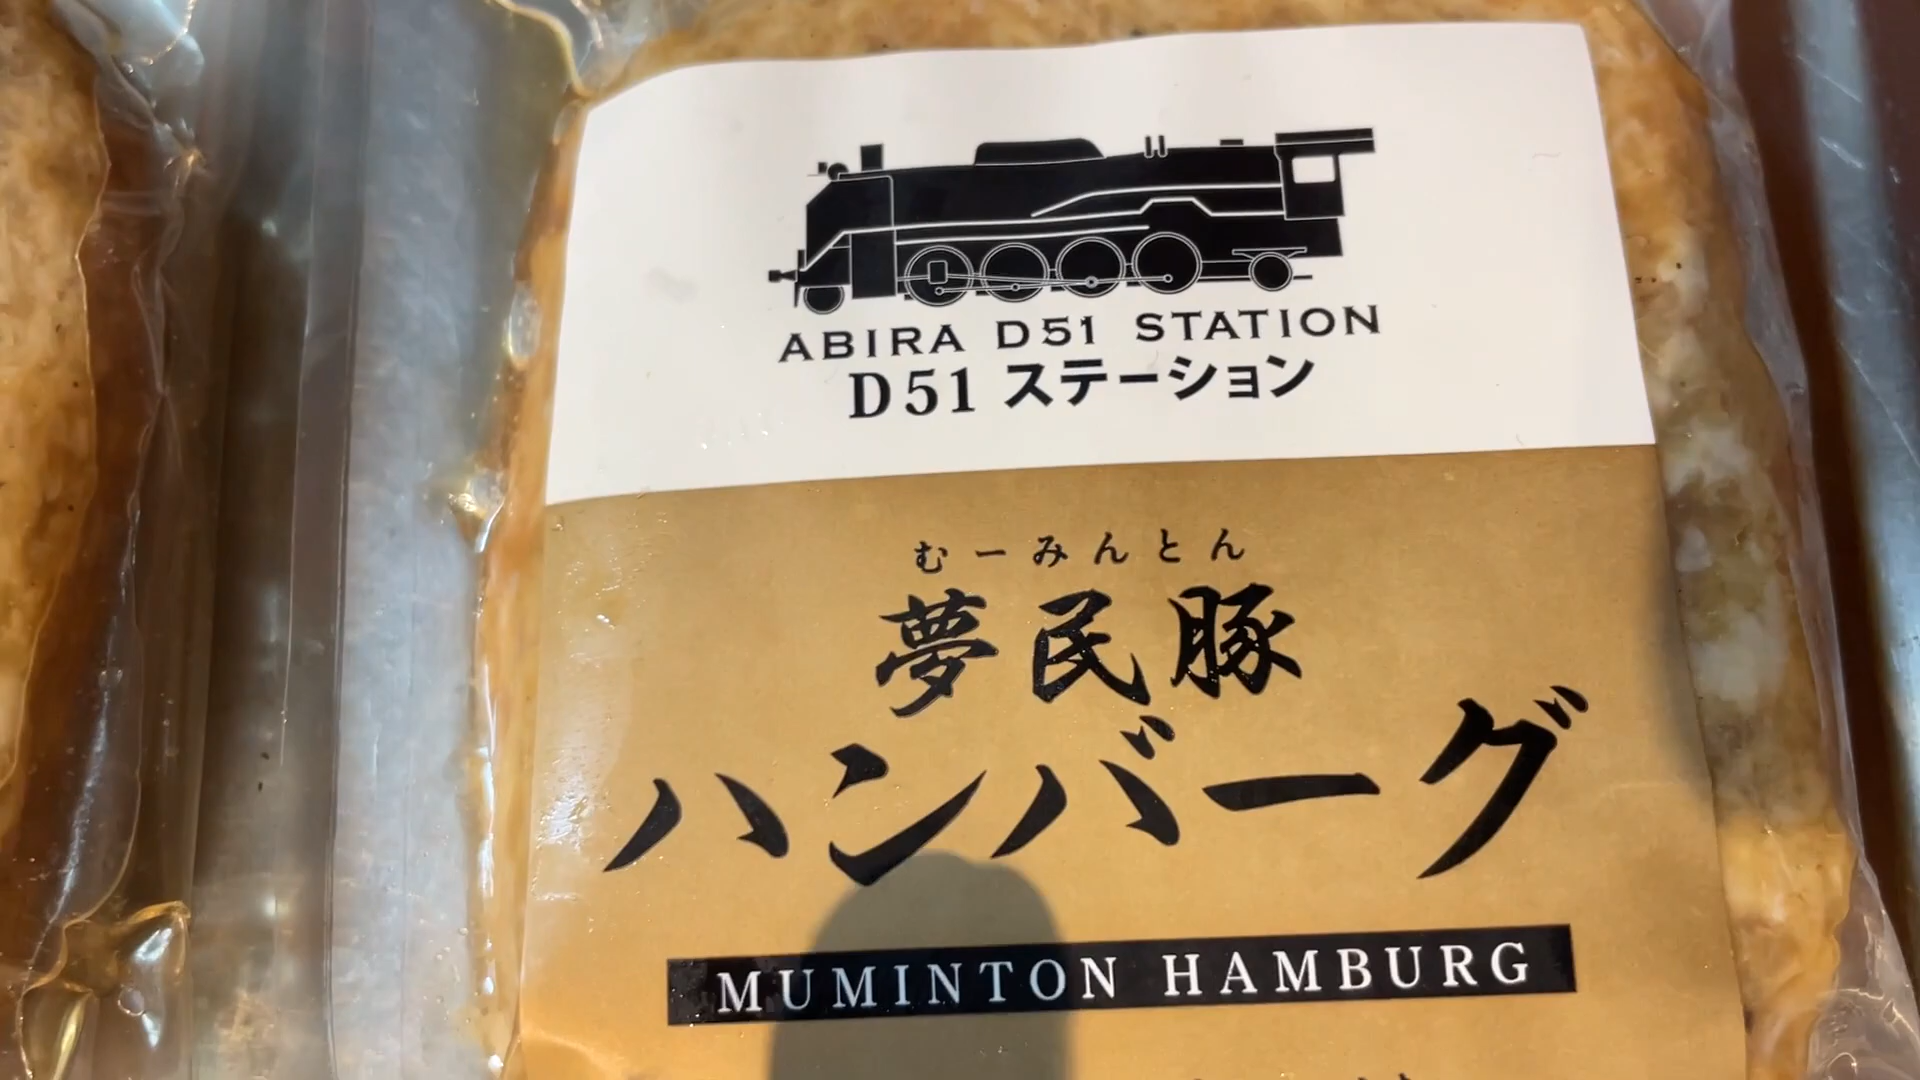 ABIRA D51 STATION
D51 ステーション
むーみんとん
夢民豚
ハンバーグ
MUMINTON HAMBURG